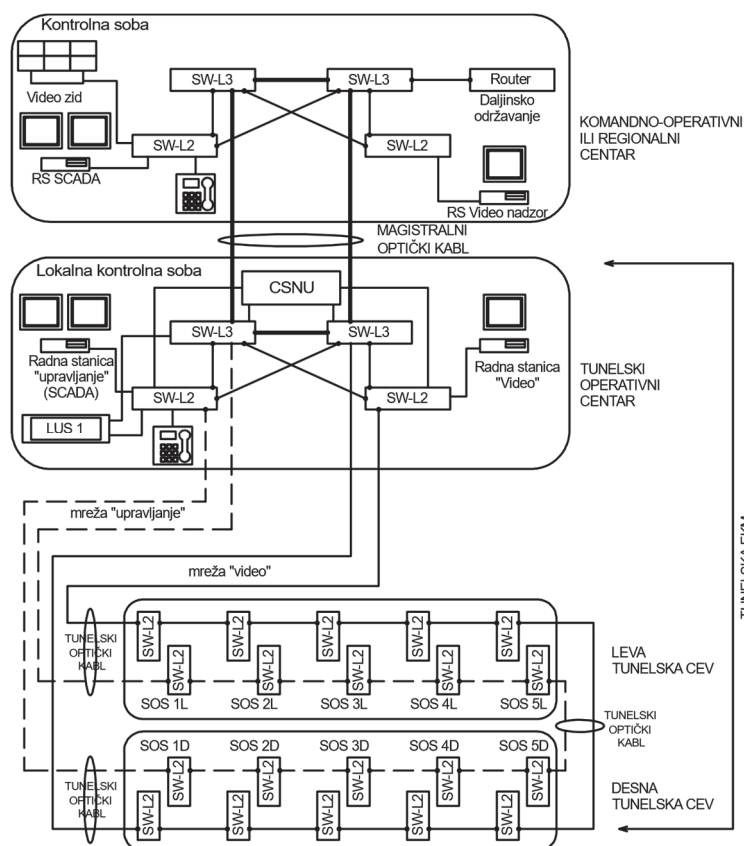 Kontrolna soba
SW-L3
SW-L3
Router
Video zid
Daljinsko
održavanje
SW-L2
SW-L2
RS SCADA
RS Video nadzor
KOMANDNO-OPERATIVNI
ILI REGIONALNI
CENTAR
MAGISTRALNI
OPTIČKI KABL
Lokalna kontrolna soba
CSNU
SW-L3
SW-L3
Radna stanica
"upravljanje"
(SCADA)
Radna stanica
"Video"
SW-L2
SW-L2
LUS 1
TUNELSKI
OPERATIVNI
CENTAR
mreža "upravljanje"
mreža "video"
TUNELSKI
OPTIČKI
KABL
SW-L2
SW-L2
SW-L2
SW-L2
SW-L2
SW-L2
SW-L2
SW-L2
SW-L2
SW-L2
SOS 1L
SOS 2L
SOS 3L
SOS 4L
SOS 5L
LEVA
TUNELSKA CEV
TUNELSKI
OPTIČKI
KABL
SOS 1D
SOS 2D
SOS 3D
SOS 4D
SOS 5D
SW-L2
SW-L2
SW-L2
SW-L2
SW-L2
SW-L2
SW-L2
SW-L2
SW-L2
SW-L2
TUNELSKI
OPTIČKI
KABL
DESNA
TUNELSKA CEV